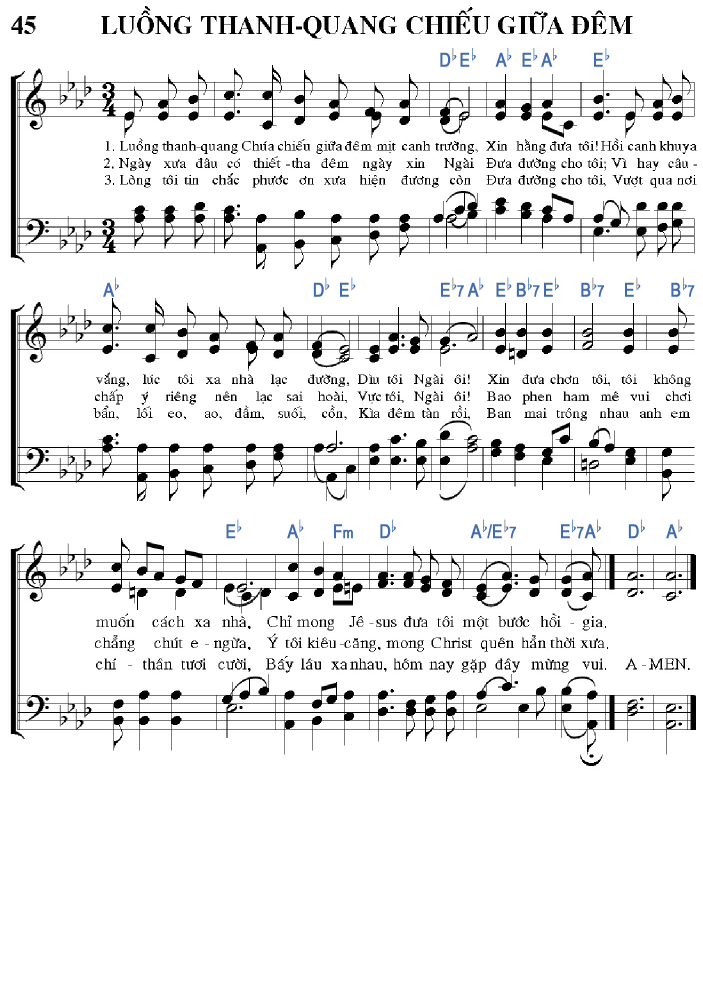 45 LUỒNG THANH-QUANG CHIẾU GIỮA ĐÊM
D♭ E♭ A♭ E♭ A♭ E♭
3/4
1. Luồng thanh-quang Chúa chiếu giữa đêm mịt canh trường, Xin hằng đưa tôi! Hồi canh khuya
2. Ngày xưa đâu có thiết-tha đêm ngày xin Ngài Đưa đường cho tôi; Vì hay câu-
3. Lòng tôi tin chắc phước ơn xưa hiện đương còn Đưa đường cho tôi, Vượt qua nơi
3/4
A♭ D♭ E♭ E♭7 A♭ E♭ B♭7 E♭ B♭7 E♭ B♭7
vắng, lúc tôi xa nhà lạc đường, Dìu tôi Ngài ôi! Xin đưa chơn tôi, tôi không
chấp ý riêng nên lạc sai hoài, Vực tôi, Ngài ôi! Bao phen ham mê vui chơi
bẩn, lối eo, ao, đầm, suối, cồn, Kìa đêm tàn rồi, Ban mai trông nhau anh em
E♭ A♭ Fm D♭ A♭/E♭7 E♭7 A♭ D♭ A♭
muốn cách xa nhà, Chỉ mong Jê-sus đưa tôi một bước hồi-gia.
chẳng chút e-ngừa, Ý tôi kiêu-căng, mong Christ quên hẳn thời xưa.
chí-thân tươi cười, Bấy lâu xa nhau, hôm nay gặp đây mừng vui. A-MEN.